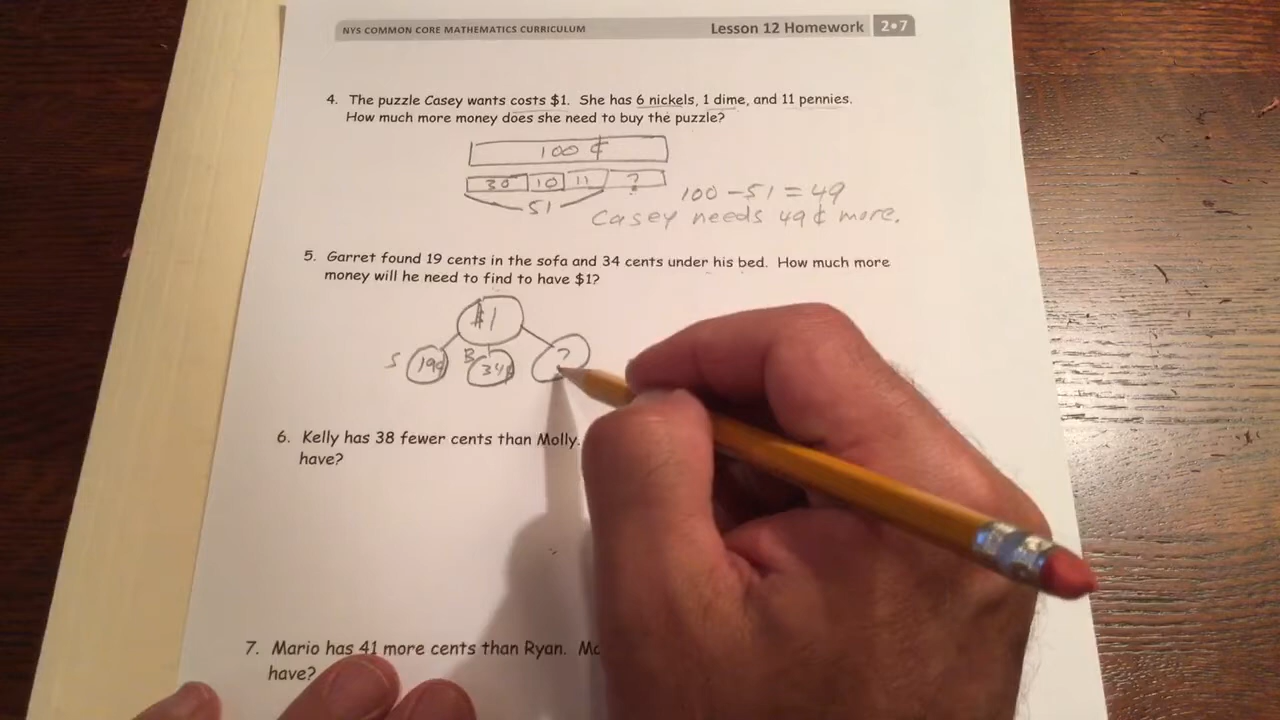 NYS COMMON CORE MATHEMATICS CURRICULUM Lesson 12 Homework 2•7
4. The puzzle Casey wants costs $1. She has 6 nickels, 1 dime, and 11 pennies.
How much more money does she need to buy the puzzle?
100 ¢
30 10 11 ?
51
100 - 51 = 49
Casey needs 49¢ more.
5. Garret found 19 cents in the sofa and 34 cents under his bed. How much more
money will he need to find to have $1?
$1
S 19¢ B 34¢ ?
6. Kelly has 38 fewer cents than Molly.
have?
7. Mario has 41 more cents than Ryan.
have?